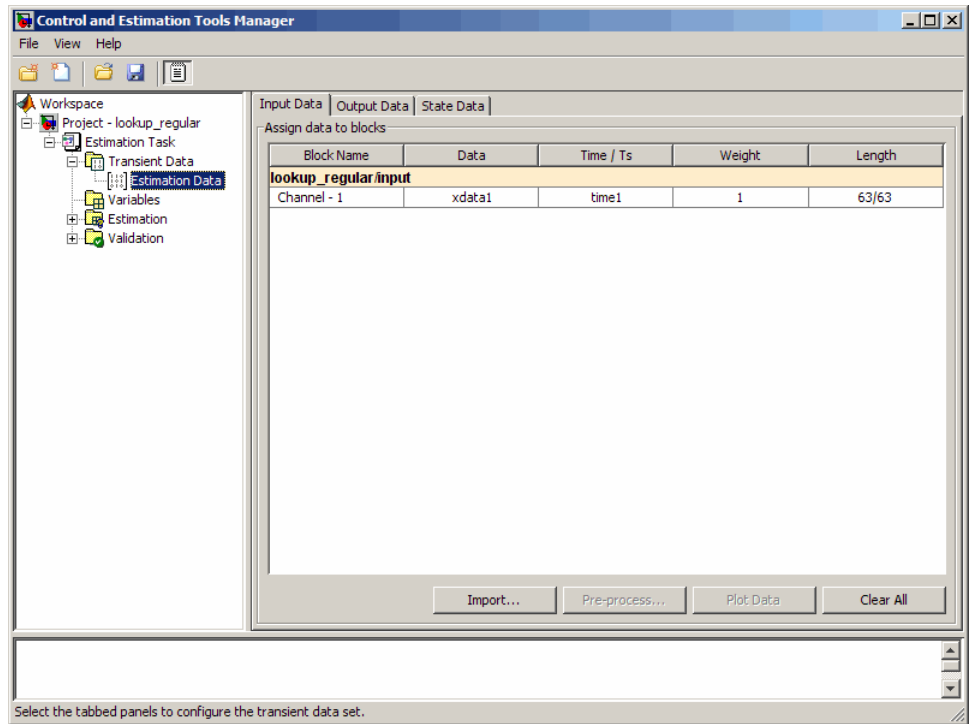 Control and Estimation Tools Manager
File View Help
Workspace
Project - lookup_regular
Estimation Task
Transient Data
Estimation Data
Variables
Estimation
Validation
Input Data Output Data State Data
Assign data to blocks
Block Name Data Time / Ts Weight Length
lookup_regular/input
Channel - 1 xdata1 time1 1 63/63
Import... Pre-process... Plot Data Clear All
Select the tabbed panels to configure the transient data set.